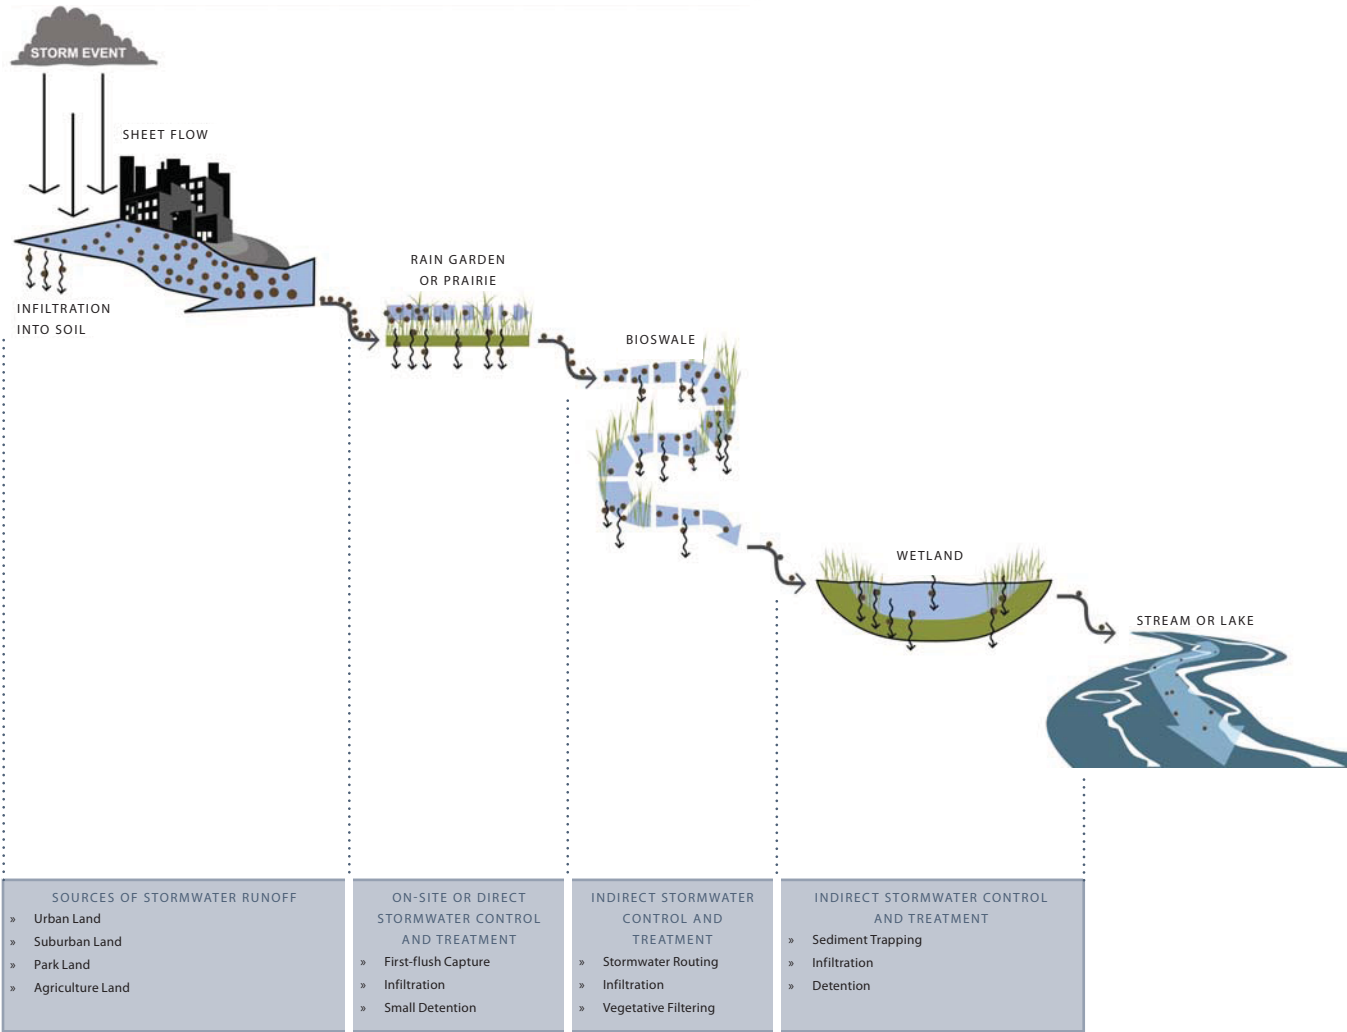 STORM EVENT
SHEET FLOW
INFILTRATION
INTO SOIL
RAIN GARDEN
OR PRAIRIE
BIOSWALE
WETLAND
STREAM OR LAKE
SOURCES OF STORMWATER RUNOFF
» Urban Land
» Suburban Land
» Park Land
» Agriculture Land
ON-SITE OR DIRECT
STORMWATER CONTROL
AND TREATMENT
» First-flush Capture
» Infiltration
» Small Detention
INDIRECT STORMWATER
CONTROL AND
TREATMENT
» Stormwater Routing
» Infiltration
» Vegetative Filtering
INDIRECT STORMWATER CONTROL
AND TREATMENT
» Sediment Trapping
» Infiltration
» Detention